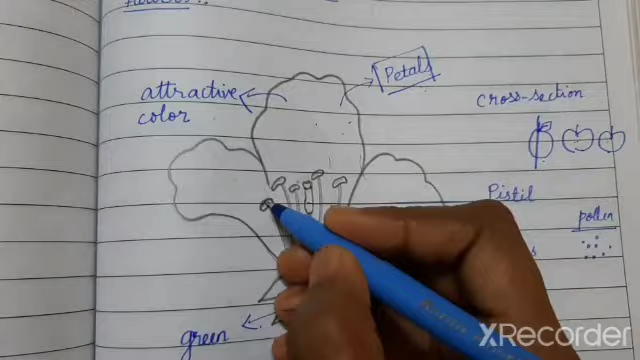 Petals
attractive
color
cross-section
Pistil
pollen
green
XRecorder